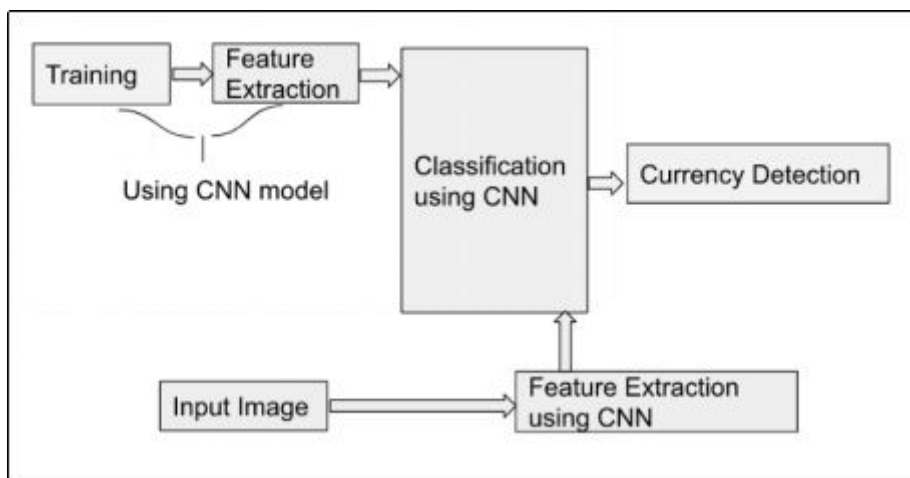 Training
Feature
Extraction
Using CNN model
Classification
using CNN
Currency Detection
Input Image
Feature Extraction
using CNN